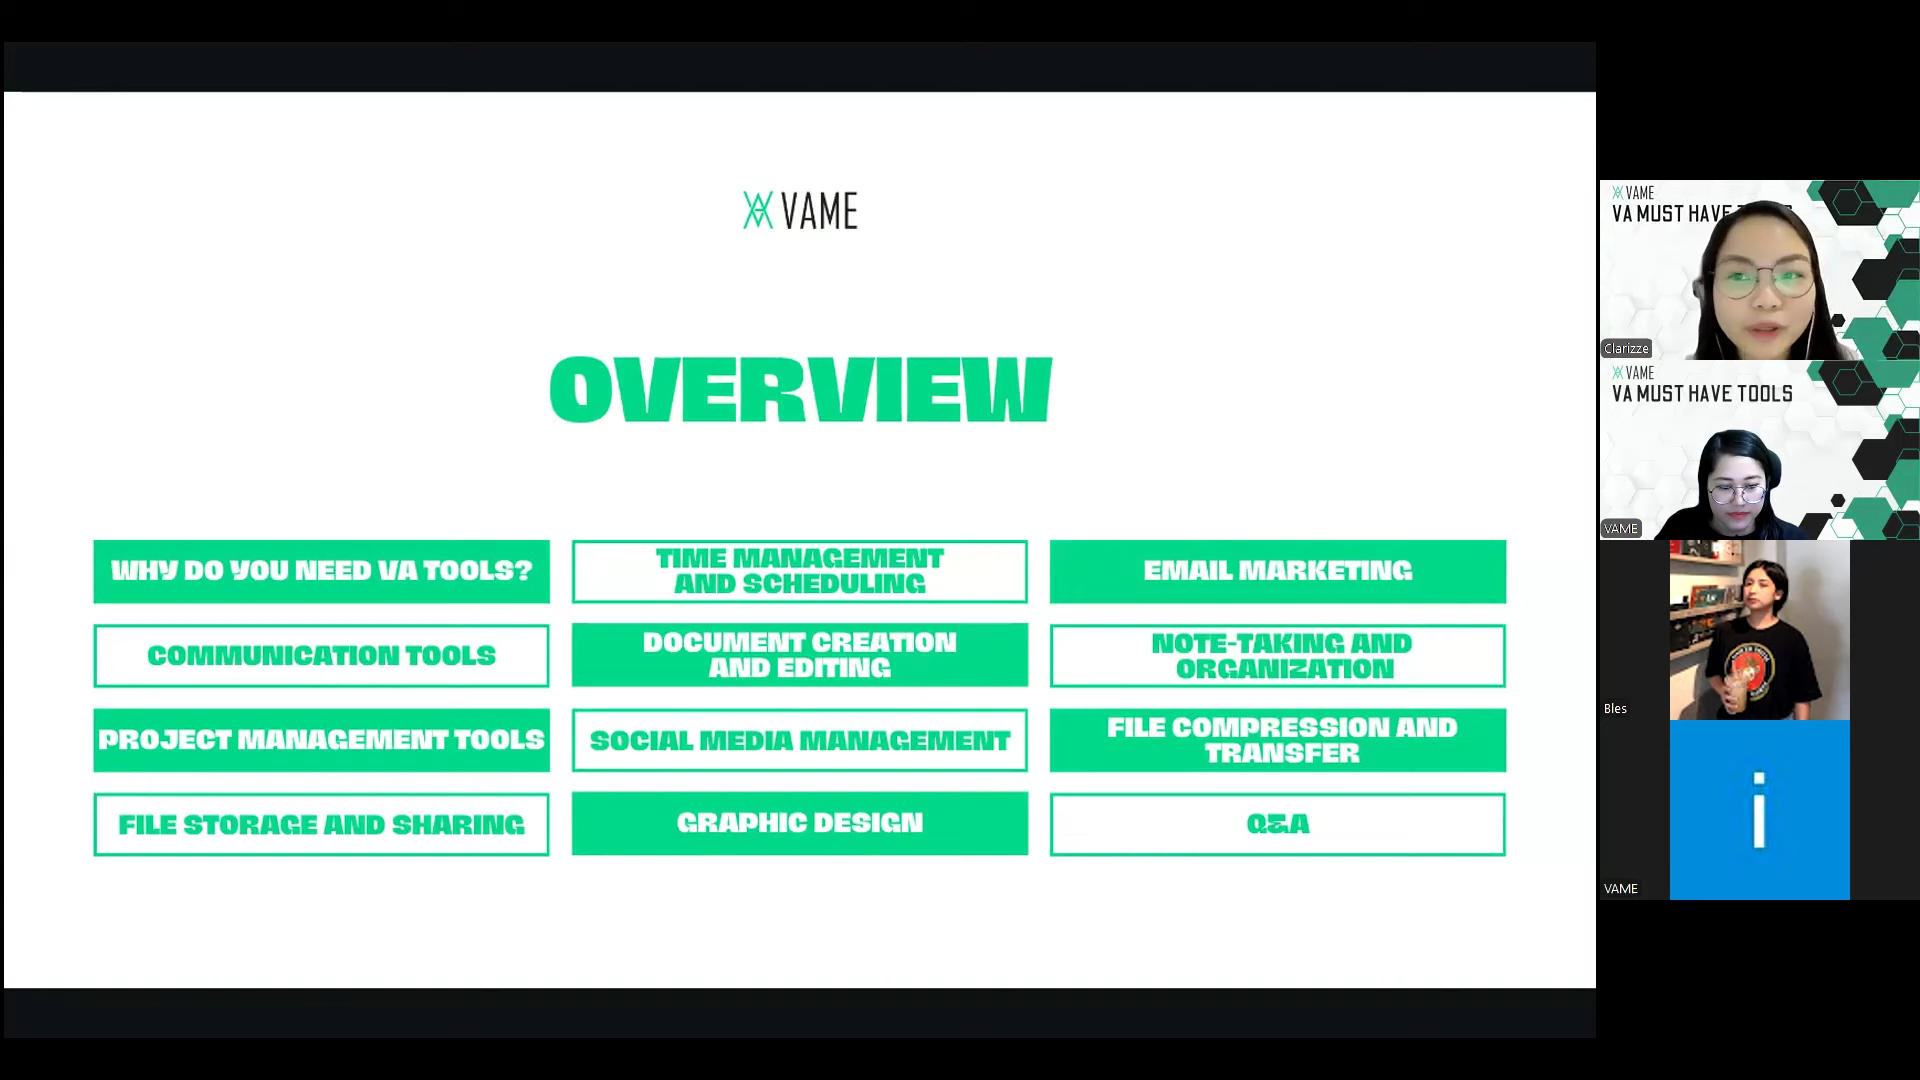 VAME
OVERVIEW
WHY DO YOU NEED VA TOOLS?
TIME MANAGEMENT
AND SCHEDULING
EMAIL MARKETING
COMMUNICATION TOOLS
DOCUMENT CREATION
AND EDITING
NOTE-TAKING AND
ORGANIZATION
PROJECT MANAGEMENT TOOLS
SOCIAL MEDIA MANAGEMENT
FILE COMPRESSION AND
TRANSFER
FILE STORAGE AND SHARING
GRAPHIC DESIGN
Q&A
VAME
VA MUST HAVE
Clarizze
VAME
VA MUST HAVE TOOLS
VAME
Bles
i
VAME